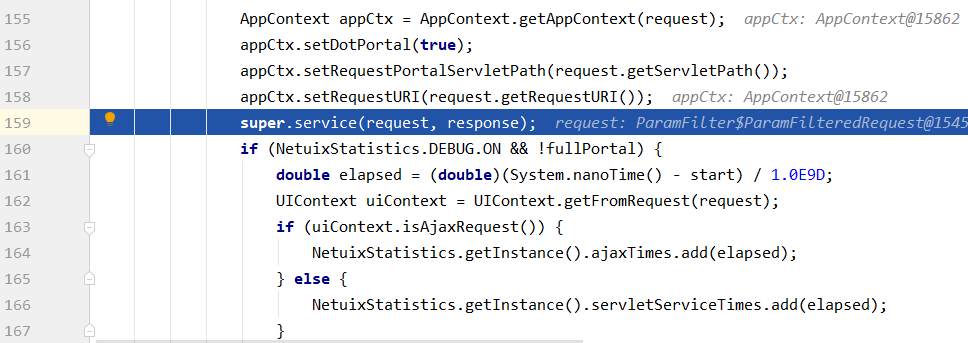 155 AppContext appCtx = AppContext.getAppContext(request); appCtx: AppContext@15862
156 appCtx.setDotPortal(true);
157 appCtx.setRequestPortalServletPath(request.getServletPath());
158 appCtx.setRequestURI(request.getRequestURI()); appCtx: AppContext@15862
159 super.service(request, response); request: ParamFilter$ParamFilteredRequest@1545
160 if (NetuixStatistics.DEBUG.ON && !fullPortal) {
161 double elapsed = (double)(System.nanoTime() - start) / 1.0E9D;
162 UIContext uiContext = UIContext.getFromRequest(request);
163 if (uiContext.isAjaxRequest()) {
164 NetuixStatistics.getInstance().ajaxTimes.add(elapsed);
165 } else {
166 NetuixStatistics.getInstance().servletServiceTimes.add(elapsed);
167 }